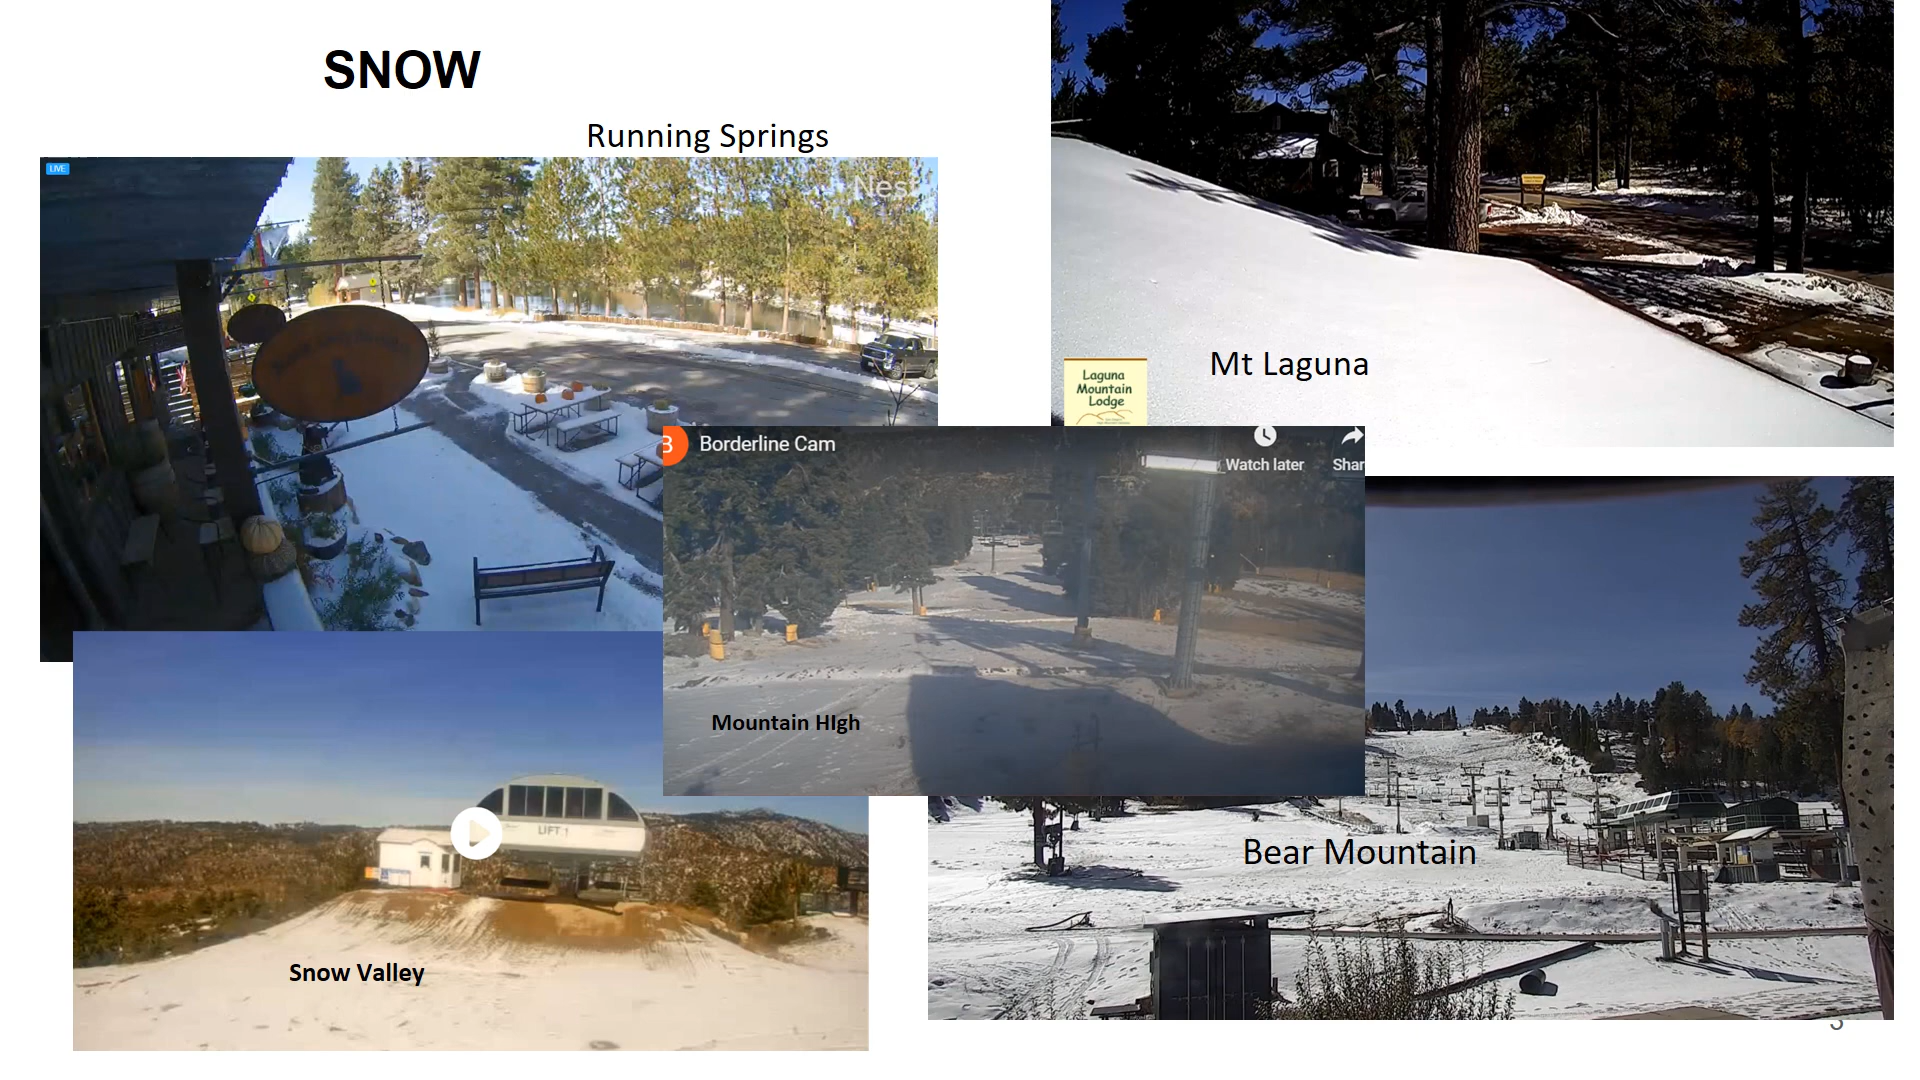 SNOW
Running Springs
LIVE
Nest
Laguna
Mountain
Lodge
Mt Laguna
B
Borderline Cam
Watch later
Shar
Mountain HIgh
LIFT 1
Snow Valley
Bear Mountain